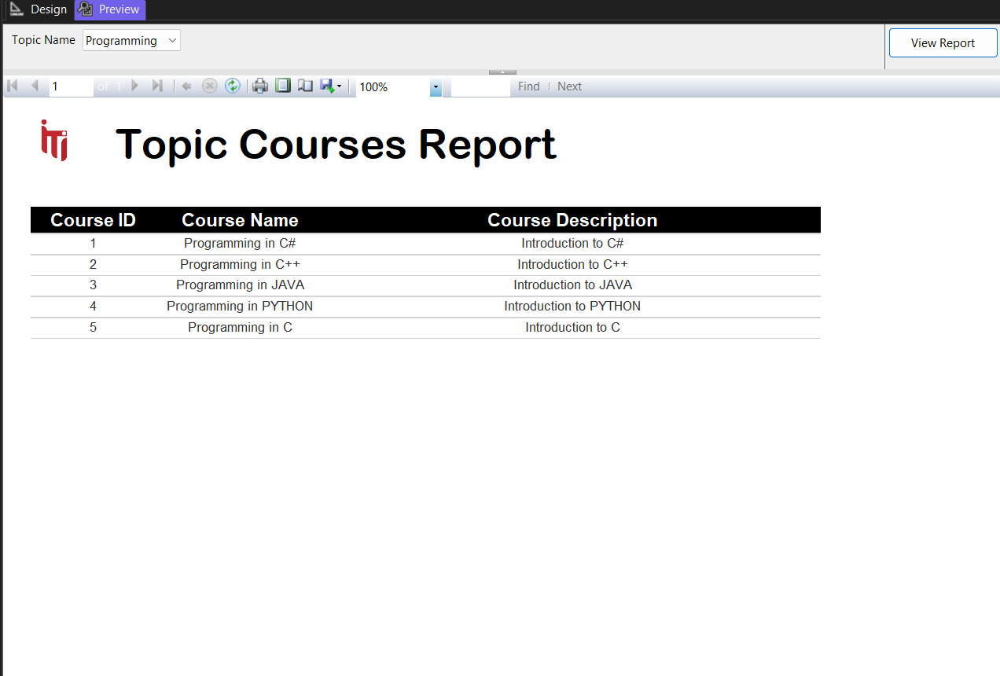 Design Preview
Topic Name Programming View Report
1 of 1 100% Find Next
iTi Topic Courses Report
Course ID Course Name Course Description
1 Programming in C# Introduction to C#
2 Programming in C++ Introduction to C++
3 Programming in JAVA Introduction to JAVA
4 Programming in PYTHON Introduction to PYTHON
5 Programming in C Introduction to C